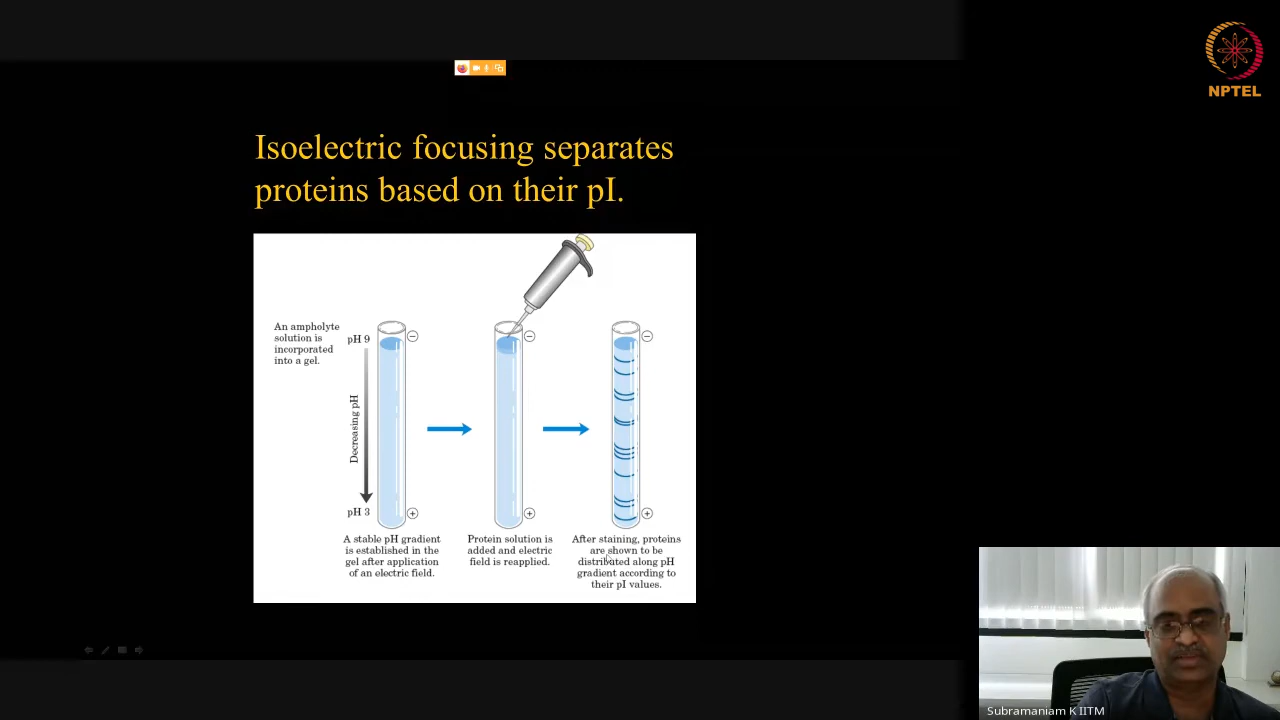 NPTEL
Isoelectric focusing separates
proteins based on their pI.
An ampholyte
solution is
incorporated
into a gel.
pH 9
Decreasing pH
pH 3
A stable pH gradient
is established in the
gel after application
of an electric field.
Protein solution is
added and electric
field is reapplied.
After staining, proteins
are shown to be
distributed along pH
gradient according to
their pI values.
Subramaniam K IITM